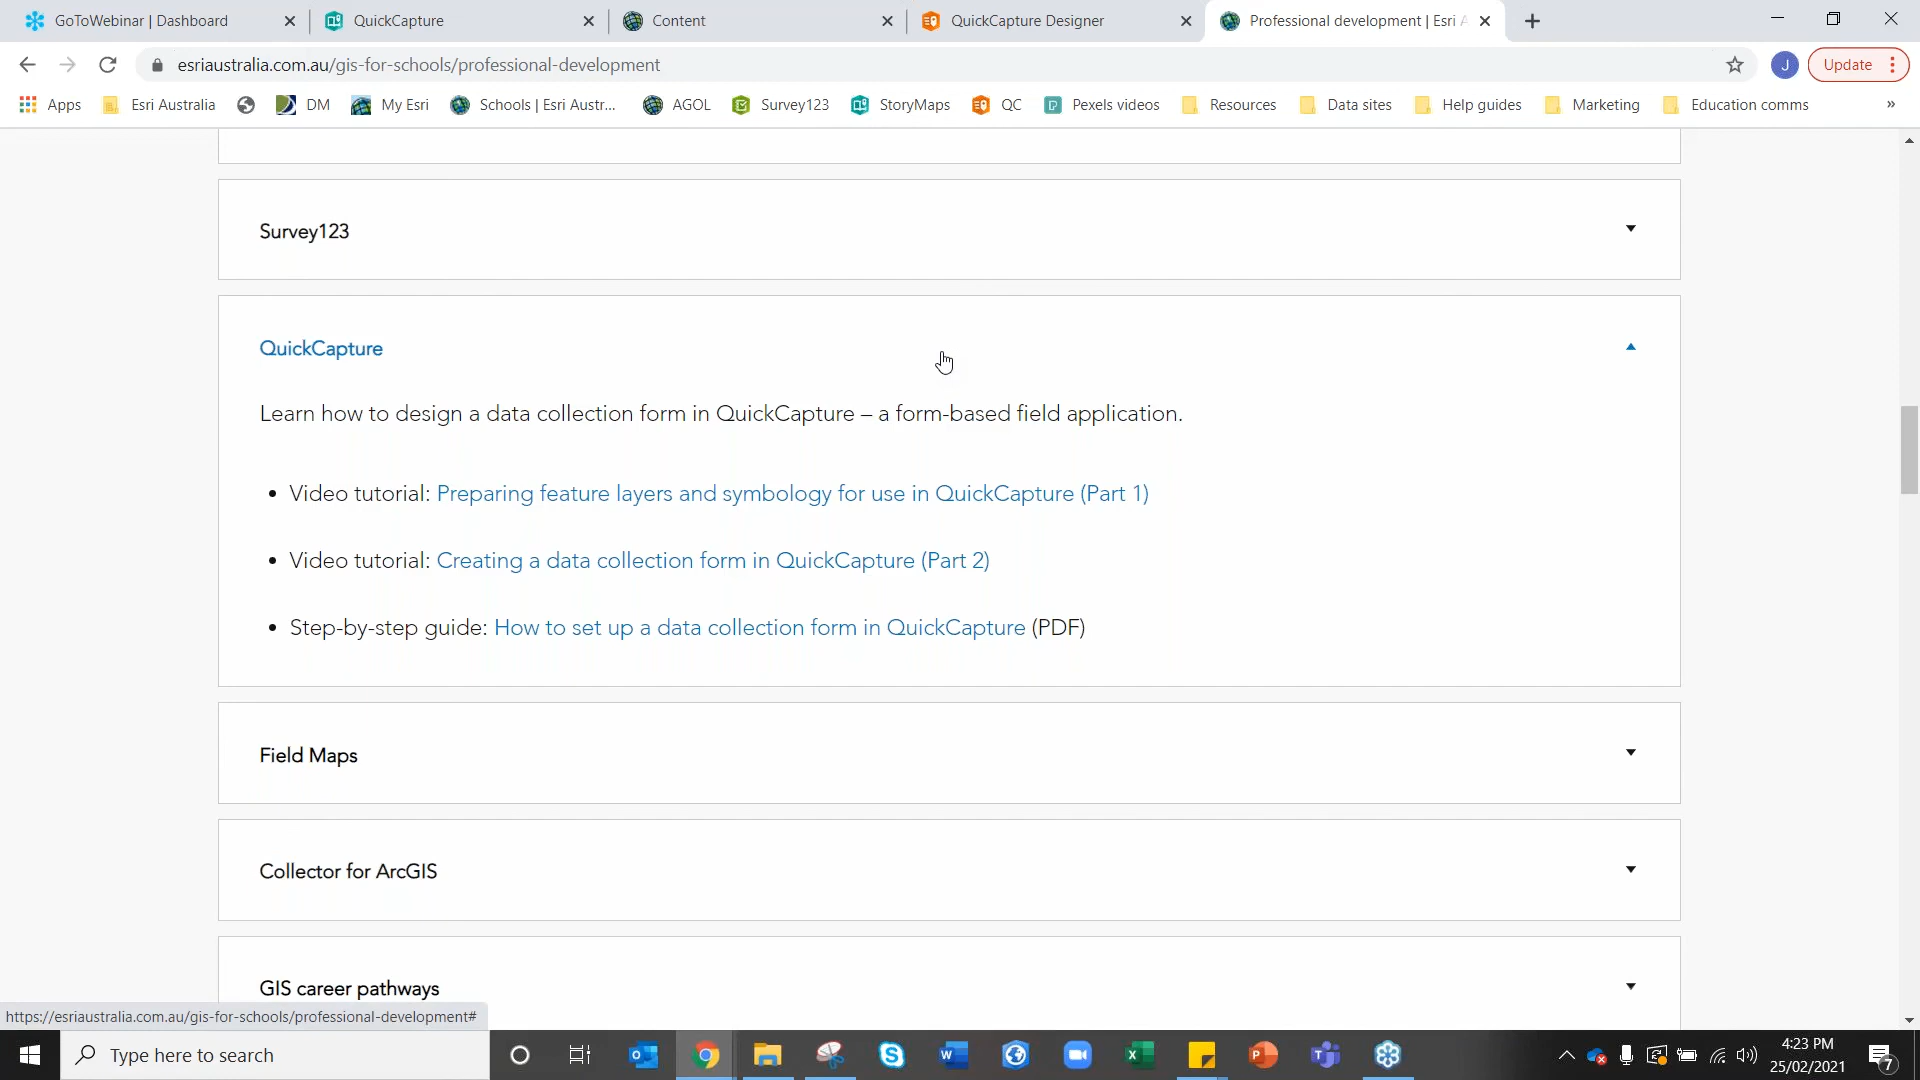 GoToWebinar | Dashboard
QuickCapture
Content
QuickCapture Designer
Professional development | Esri A
esriaustralia.com.au/gis-for-schools/professional-development
J
Update
Apps
Esri Australia
DM
My Esri
Schools | Esri Austr...
AGOL
Survey123
StoryMaps
QC
Pexels videos
Resources
Data sites
Help guides
Marketing
Education comms
»
Survey123
QuickCapture
Learn how to design a data collection form in QuickCapture – a form-based field application.
• Video tutorial: Preparing feature layers and symbology for use in QuickCapture (Part 1)
• Video tutorial: Creating a data collection form in QuickCapture (Part 2)
• Step-by-step guide: How to set up a data collection form in QuickCapture (PDF)
Field Maps
Collector for ArcGIS
GIS career pathways
https://esriaustralia.com.au/gis-for-schools/professional-development#
Type here to search
4:23 PM
25/02/2021
7